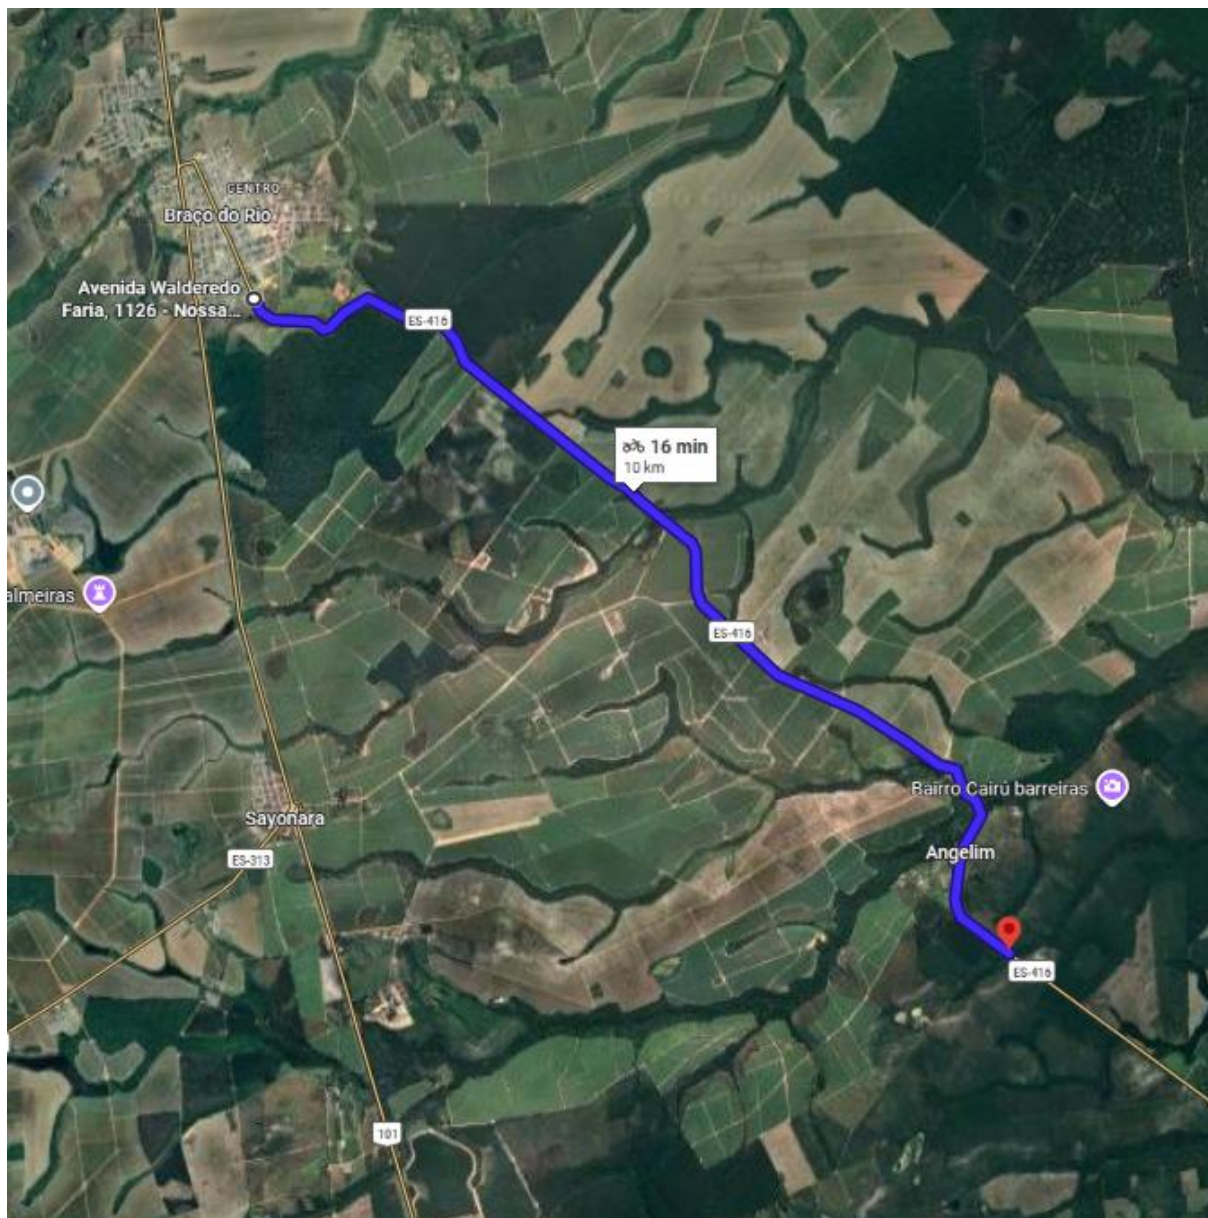 CENTRO
Braço do Rio
Avenida Walderedo
Faria, 1126 - Nossa...
ES-416
16 min
10 km
almeiras
ES-416
Bairro Cairú barreiras
Sayonara
ES-313
Angelim
ES-416
101